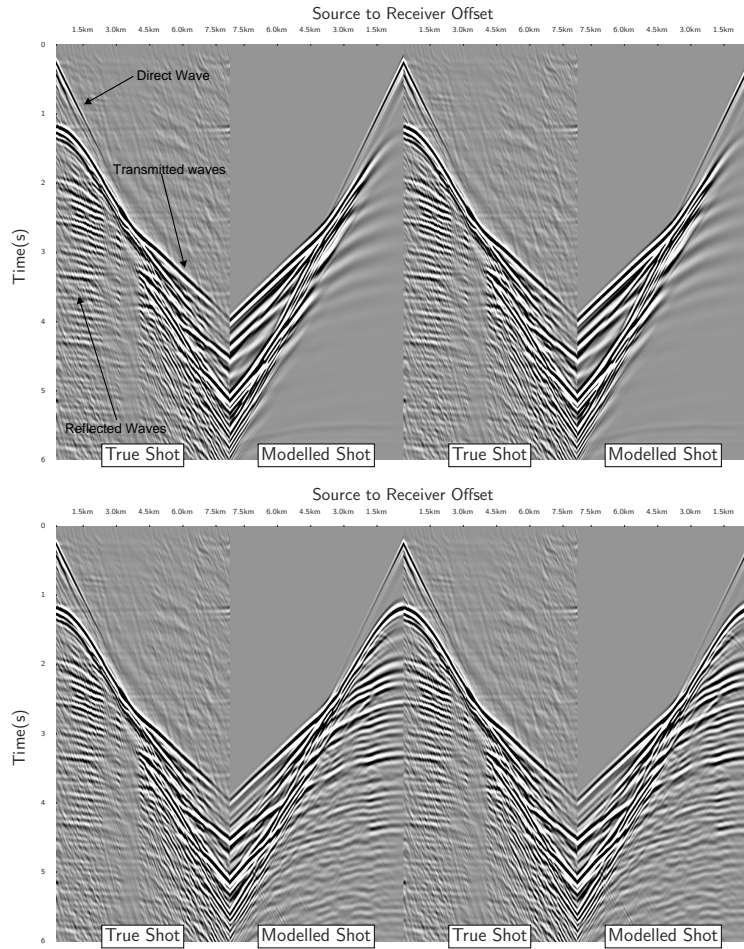 Source to Receiver Offset
1.5km 3.0km 4.5km 6.0km 7.5km 7.5km 6.0km 4.5km 3.0km 1.5km 1.5km 3.0km 4.5km 6.0km 7.5km 7.5km 6.0km 4.5km 3.0km 1.5km
0
Direct Wave
1
Transmitted waves
2
Time(s)
3
4
5
Reflected Waves
True Shot Modelled Shot True Shot Modelled Shot
6
Source to Receiver Offset
1.5km 3.0km 4.5km 6.0km 7.5km 7.5km 6.0km 4.5km 3.0km 1.5km 1.5km 3.0km 4.5km 6.0km 7.5km 7.5km 6.0km 4.5km 3.0km 1.5km
0
1
2
Time(s)
3
4
5
True Shot Modelled Shot True Shot Modelled Shot
6